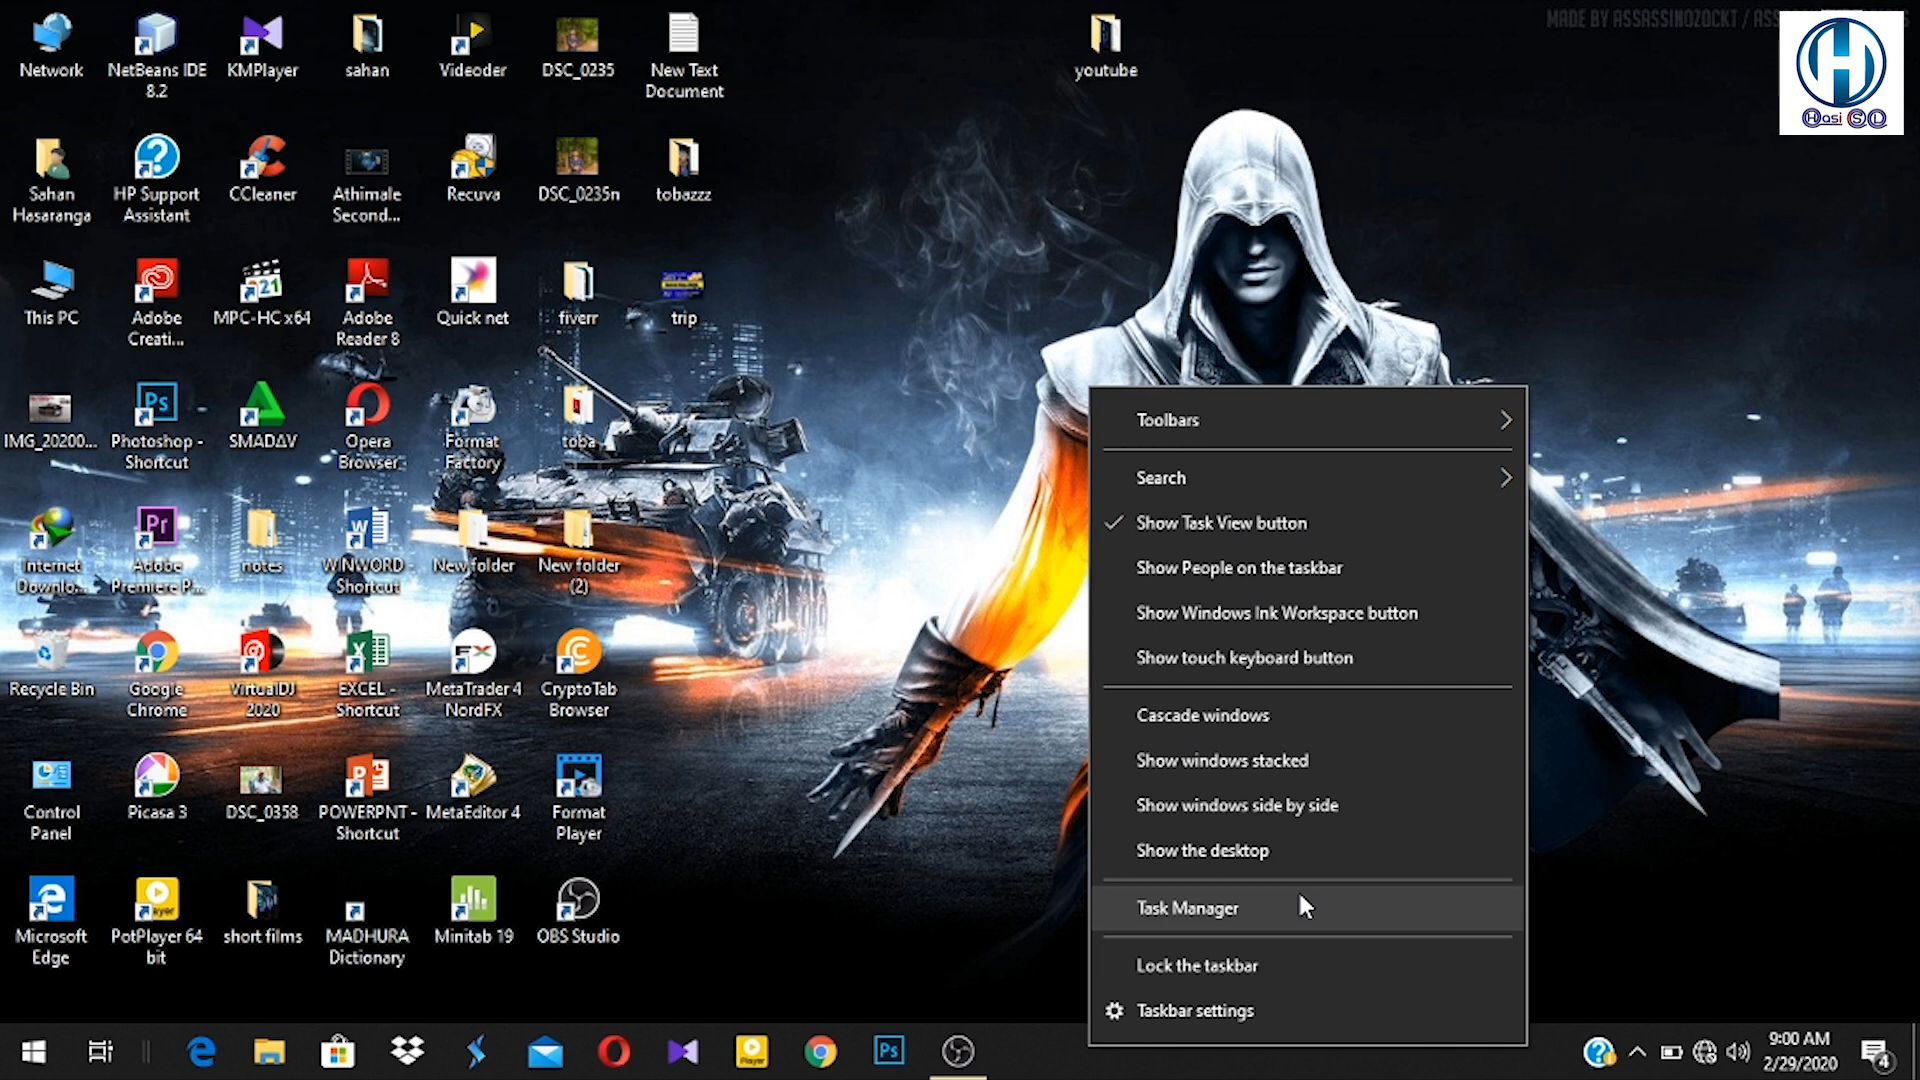 MADE BY ASSASSINOZOCKT /
Hasi SL
Network
NetBeans IDE
8.2
KMPlayer
sahan
Videoder
DSC_0235
New Text
Document
youtube
Sahan
Hasaranga
HP Support
Assistant
CCleaner
Athimale
Second...
Recuva
DSC_0235n
tobazzz
This PC
Adobe
Creati...
MPC-HC x64
Adobe
Reader 8
Quick net
fiverr
trip
IMG_20200...
Photoshop -
Shortcut
SMADΔV
Opera
Browser
Format
Factory
toba
Internet
Downlo...
Adobe
Premiere P...
notes
WINWORD -
Shortcut
New folder
New folder
(2)
Recycle Bin
Google
Chrome
VirtualDJ
2020
EXCEL -
Shortcut
MetaTrader 4
NordFX
CryptoTab
Browser
Control
Panel
Picasa 3
DSC_0358
POWERPNT -
Shortcut
MetaEditor 4
Format
Player
Microsoft
Edge
PotPlayer 64
bit
short films
MADHURA
Dictionary
Minitab 19
OBS Studio
Toolbars
Search
Show Task View button
Show People on the taskbar
Show Windows Ink Workspace button
Show touch keyboard button
Cascade windows
Show windows stacked
Show windows side by side
Show the desktop
Task Manager
Lock the taskbar
Taskbar settings
9:00 AM
2/29/2020
4